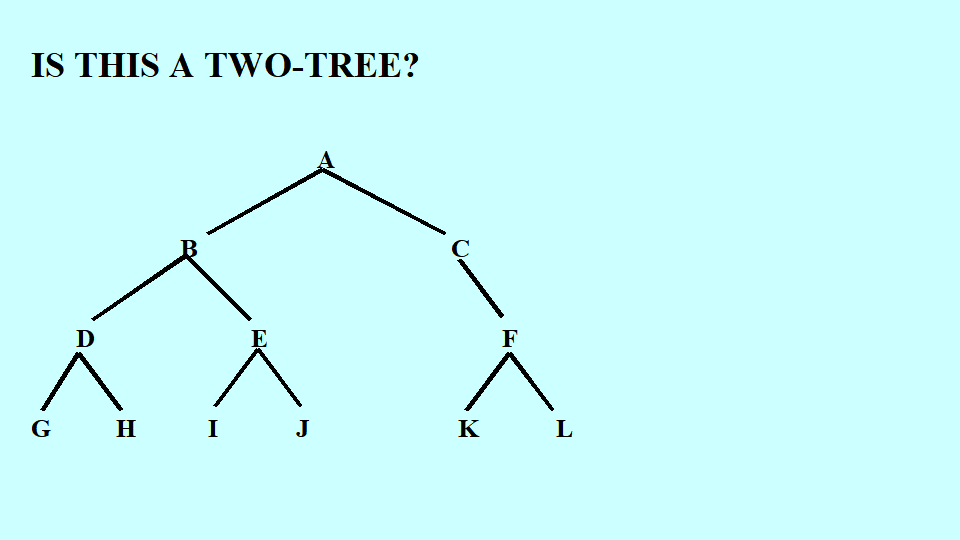 IS THIS A TWO-TREE?
A
B C
D E F
G H I J K L